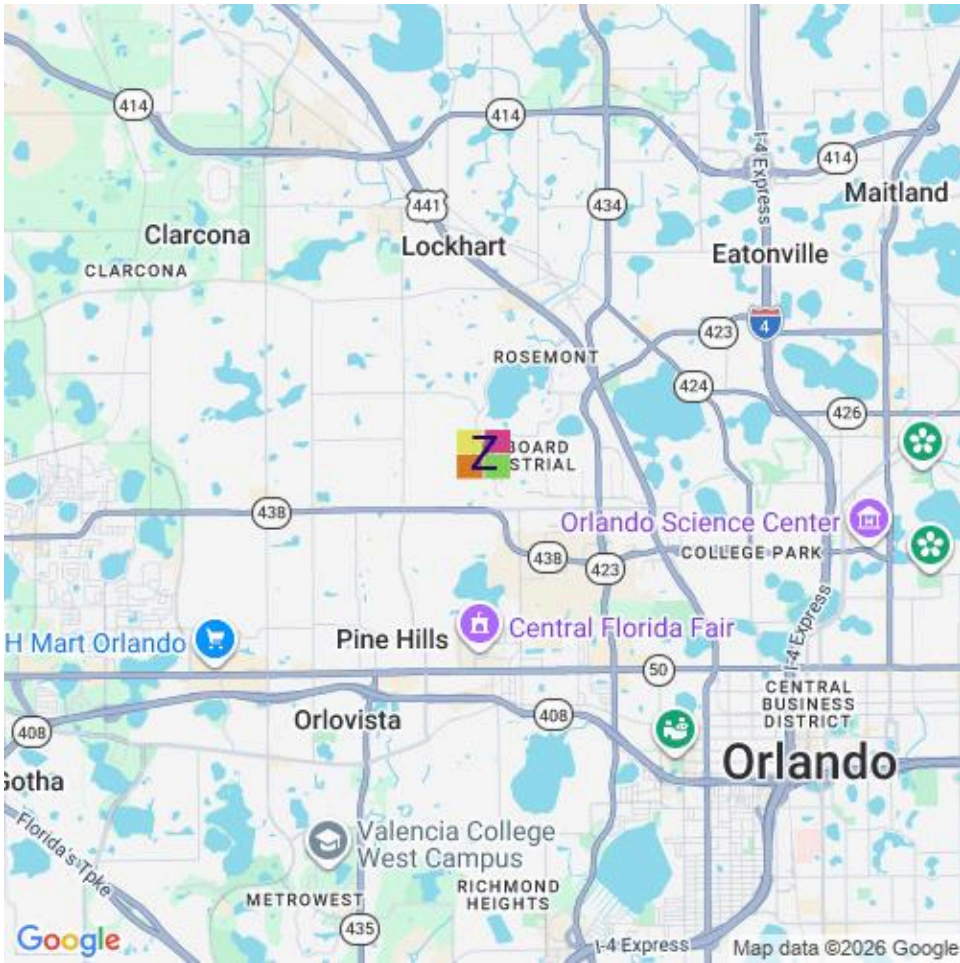 414
414
I-4 Express
414
Maitland
441
434
Clarcona
Lockhart
Eatonville
CLARCONA
423
4
ROSEMONT
424
426
Z
BOARD
STRIAL
438
Orlando Science Center
438
423
COLLEGE PARK
H Mart Orlando
Pine Hills
Central Florida Fair
I-4 Express
50
CENTRAL
BUSINESS
DISTRICT
Orlovista
408
408
Orlando
Gotha
Florida's Tpke
Valencia College
West Campus
METROWEST
RICHMOND
HEIGHTS
435
I-4 Express
Google
Map data ©2026 Google